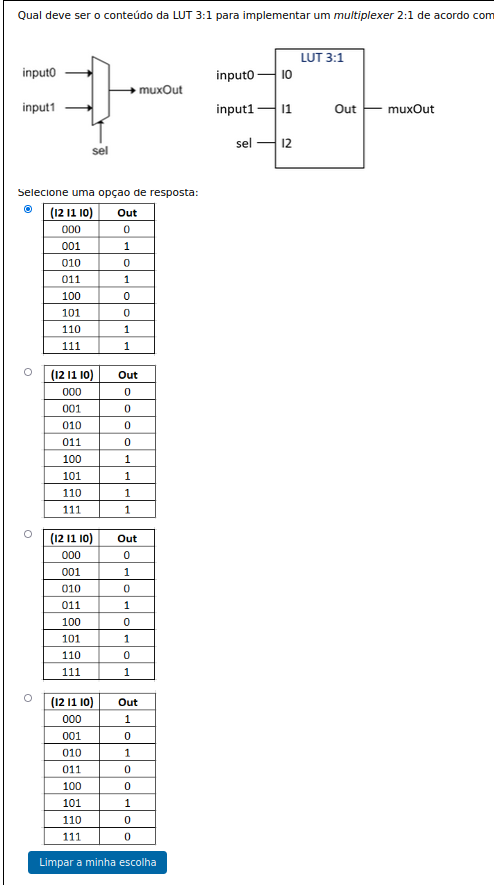 Qual deve ser o conteúdo da LUT 3:1 para implementar um multiplexer 2:1 de acordo com
input0
input1
muxOut
sel
LUT 3:1
input0 I0
input1 I1 Out muxOut
sel I2
Selecione uma opção de resposta:
(I2 I1 I0) Out
000 0
001 1
010 0
011 1
100 0
101 0
110 1
111 1
(I2 I1 I0) Out
000 0
001 0
010 0
011 0
100 1
101 1
110 1
111 1
(I2 I1 I0) Out
000 0
001 1
010 0
011 1
100 0
101 1
110 0
111 1
(I2 I1 I0) Out
000 1
001 0
010 1
011 0
100 0
101 1
110 0
111 0
Limpar a minha escolha